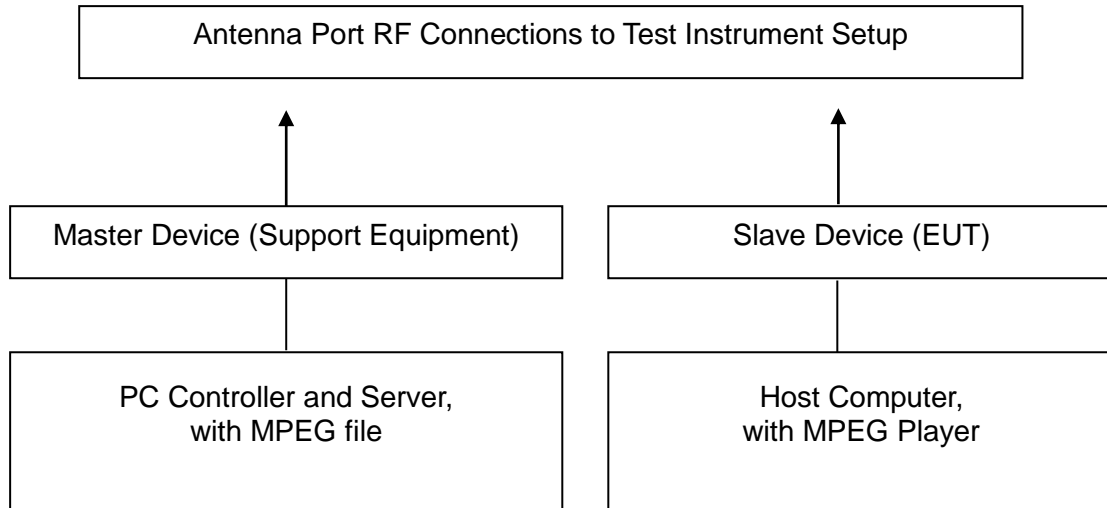 Antenna Port RF Connections to Test Instrument Setup
Master Device (Support Equipment)
Slave Device (EUT)
PC Controller and Server,
with MPEG file
Host Computer,
with MPEG Player